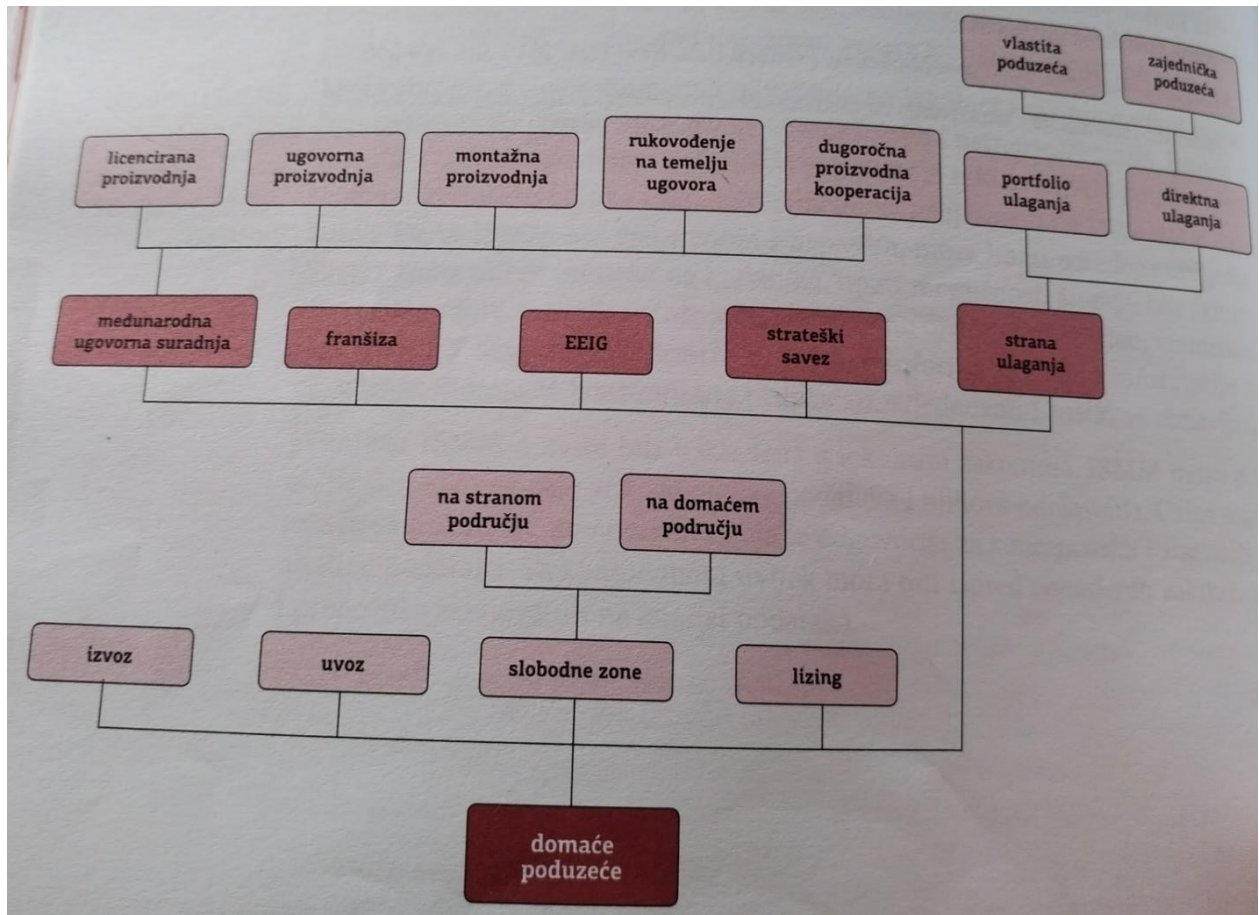 vlastita
poduzeća
zajednička
poduzeća
licencirana
proizvodnja
ugovorna
proizvodnja
montažna
proizvodnja
rukovođenje
na temelju
ugovora
dugoročna
proizvodna
kooperacija
portfolio
ulaganja
direktna
ulaganja
međunarodna
ugovorna suradnja
franšiza
EEIG
strateški
savez
strana
ulaganja
na stranom
području
na domaćem
području
izvoz
uvoz
slobodne zone
lizing
domaće
poduzeće